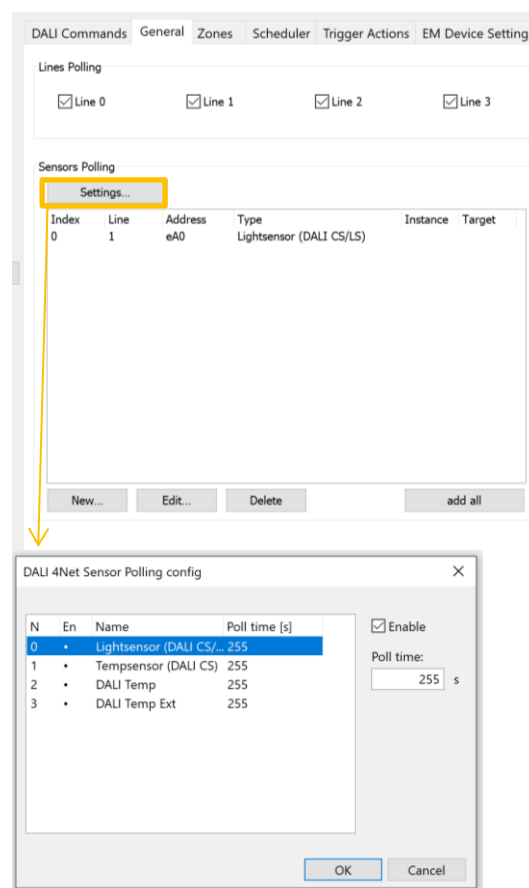 DALI Commands General Zones Scheduler Trigger Actions EM Device Setting
Lines Polling
Line 0 Line 1 Line 2 Line 3
Sensors Polling
Settings...
Index Line Address Type Instance Target
0 1 eA0 Lightsensor (DALI CS/LS)
New... Edit... Delete add all
DALI 4Net Sensor Polling config
N En Name Poll time [s]
0 • Lightsensor (DALI CS/... 255
1 • Tempsensor (DALI CS) 255
2 • DALI Temp 255
3 • DALI Temp Ext 255
Enable
Poll time:
255 s
OK Cancel